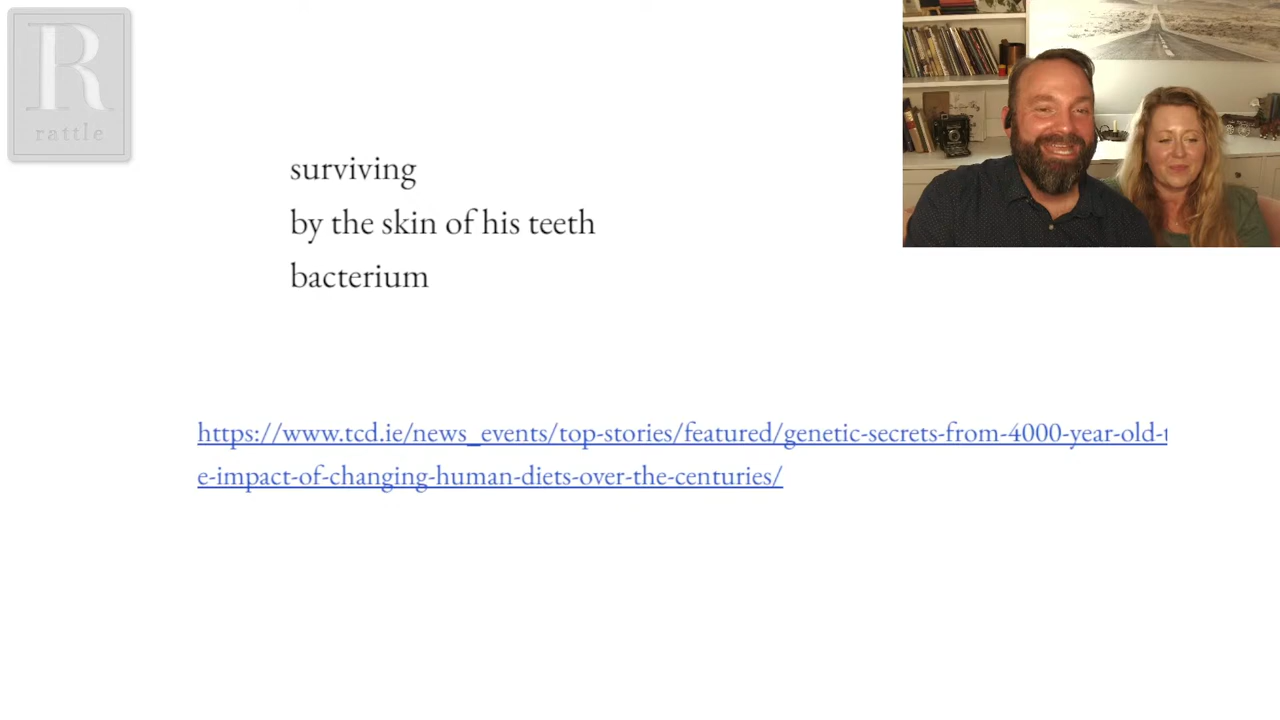 R
rattle
surviving
by the skin of his teeth
bacterium
https://www.tcd.ie/news_events/top-stories/featured/genetic-secrets-from-4000-year-old-t
e-impact-of-changing-human-diets-over-the-centuries/